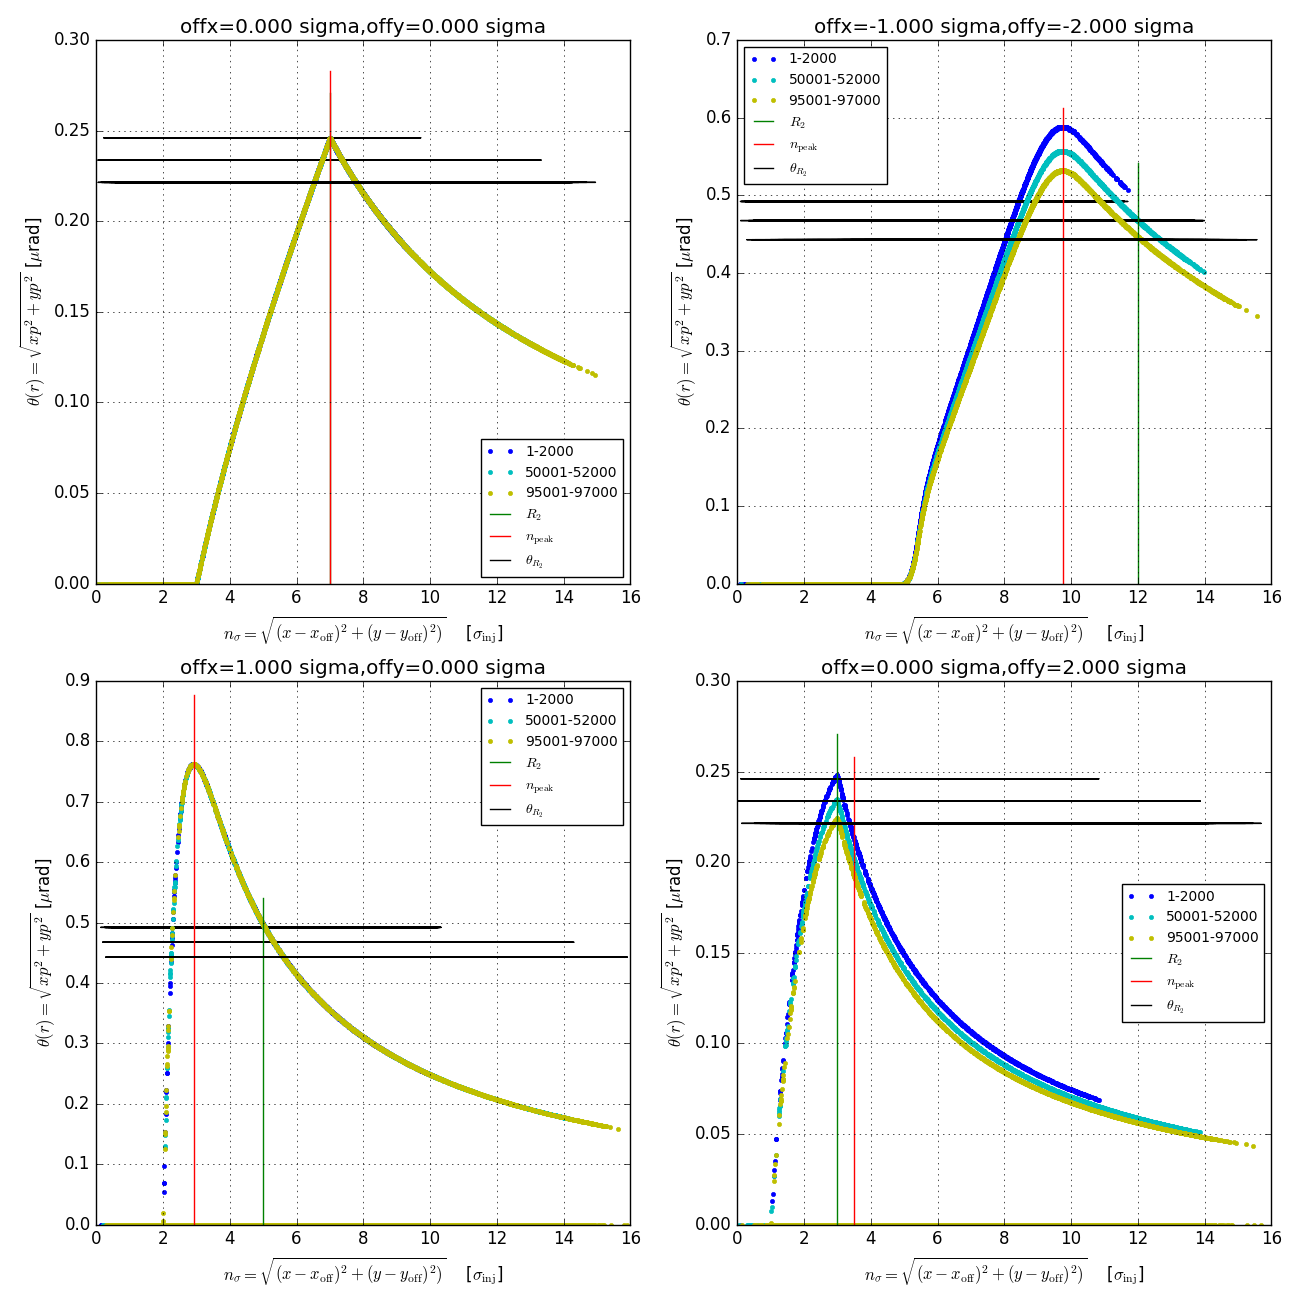 offx=0.000 sigma,offy=0.000 sigma
0.30
0.25
0.20
0.15
0.10
0.05
0.00
0 2 4 6 8 10 12 14 16
θ(r) = √(xp² + yp²) [μrad]
n_σ = √((x − x_off)² + (y − y_off)²) [σ_inj]
1-2000
50001-52000
95001-97000
R₂
n_peak
θ_R₂
offx=-1.000 sigma,offy=-2.000 sigma
0.7
0.6
0.5
0.4
0.3
0.2
0.1
0.0
0 2 4 6 8 10 12 14 16
θ(r) = √(xp² + yp²) [μrad]
n_σ = √((x − x_off)² + (y − y_off)²) [σ_inj]
1-2000
50001-52000
95001-97000
R₂
n_peak
θ_R₂
offx=1.000 sigma,offy=0.000 sigma
0.9
0.8
0.7
0.6
0.5
0.4
0.3
0.2
0.1
0.0
0 2 4 6 8 10 12 14 16
θ(r) = √(xp² + yp²) [μrad]
n_σ = √((x − x_off)² + (y − y_off)²) [σ_inj]
1-2000
50001-52000
95001-97000
R₂
n_peak
θ_R₂
offx=0.000 sigma,offy=2.000 sigma
0.30
0.25
0.20
0.15
0.10
0.05
0.00
0 2 4 6 8 10 12 14 16
θ(r) = √(xp² + yp²) [μrad]
n_σ = √((x − x_off)² + (y − y_off)²) [σ_inj]
1-2000
50001-52000
95001-97000
R₂
n_peak
θ_R₂